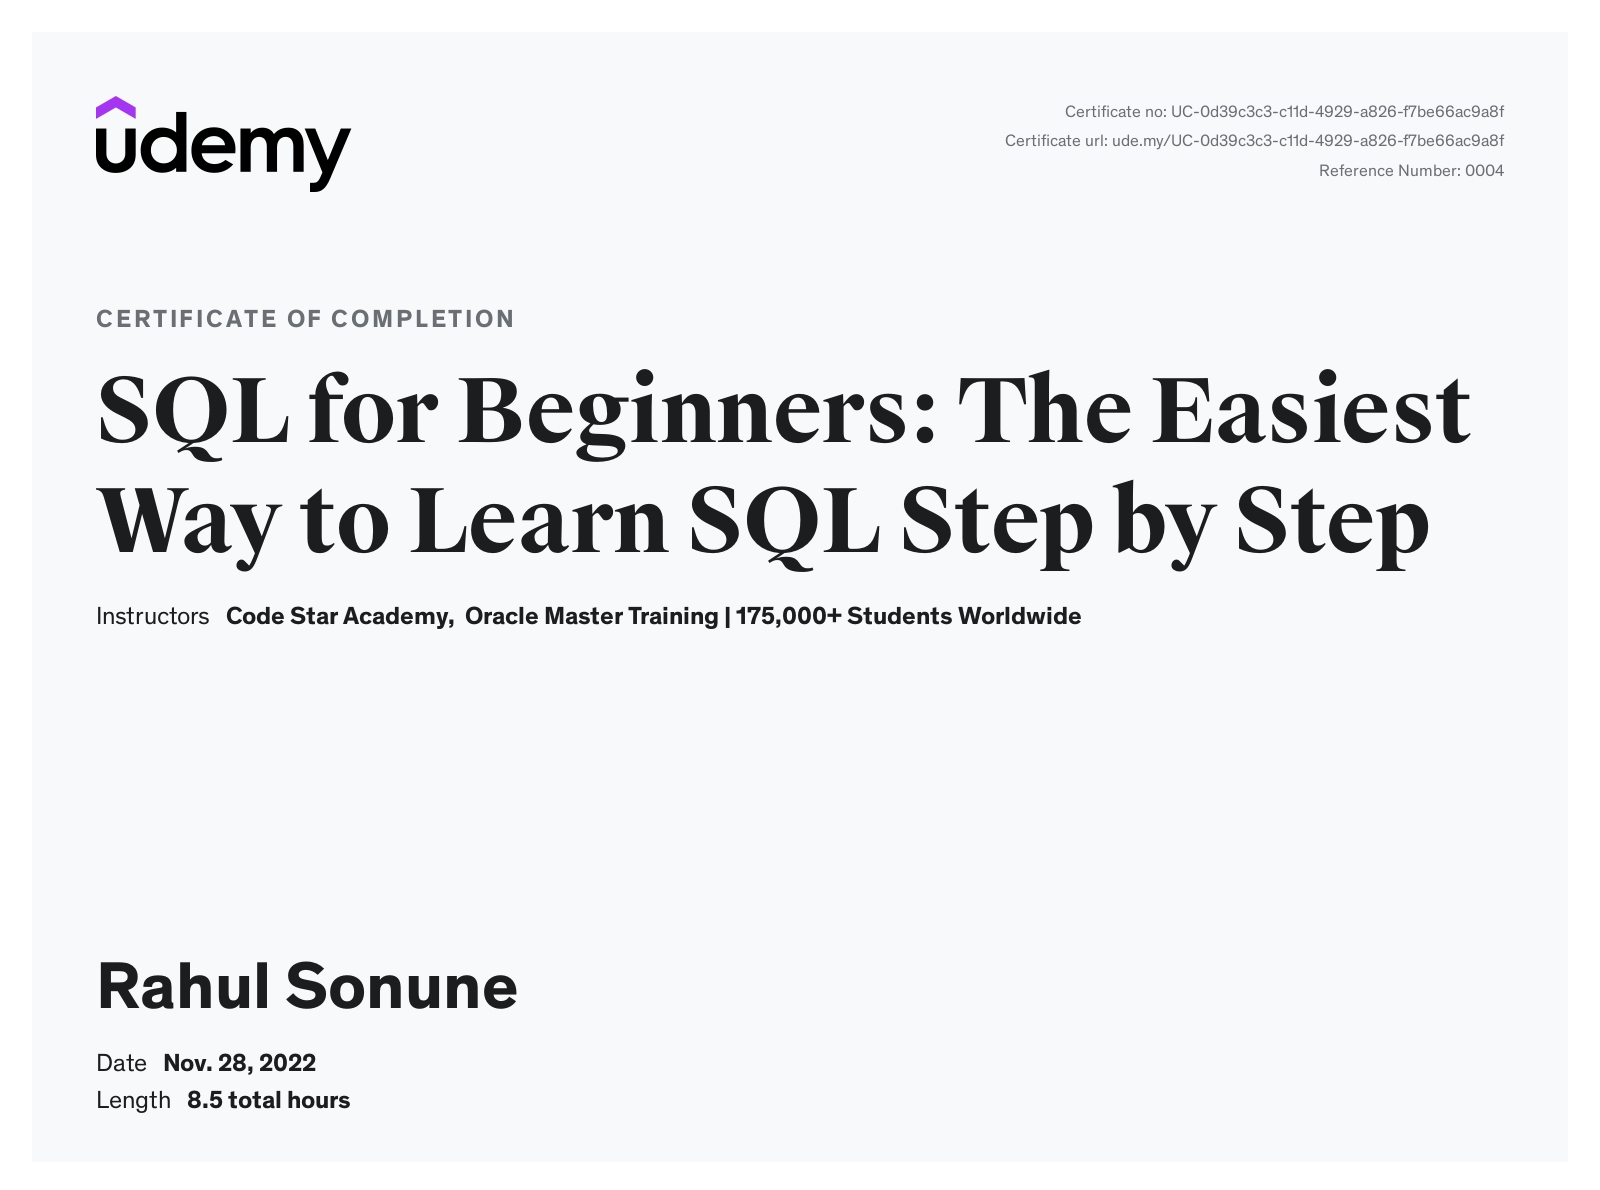 udemy
Certificate no: UC-0d39c3c3-c11d-4929-a826-f7be66ac9a8f
Certificate url: ude.my/UC-0d39c3c3-c11d-4929-a826-f7be66ac9a8f
Reference Number: 0004
CERTIFICATE OF COMPLETION
SQL for Beginners: The Easiest
Way to Learn SQL Step by Step
Instructors Code Star Academy, Oracle Master Training | 175,000+ Students Worldwide
Rahul Sonune
Date Nov. 28, 2022
Length 8.5 total hours